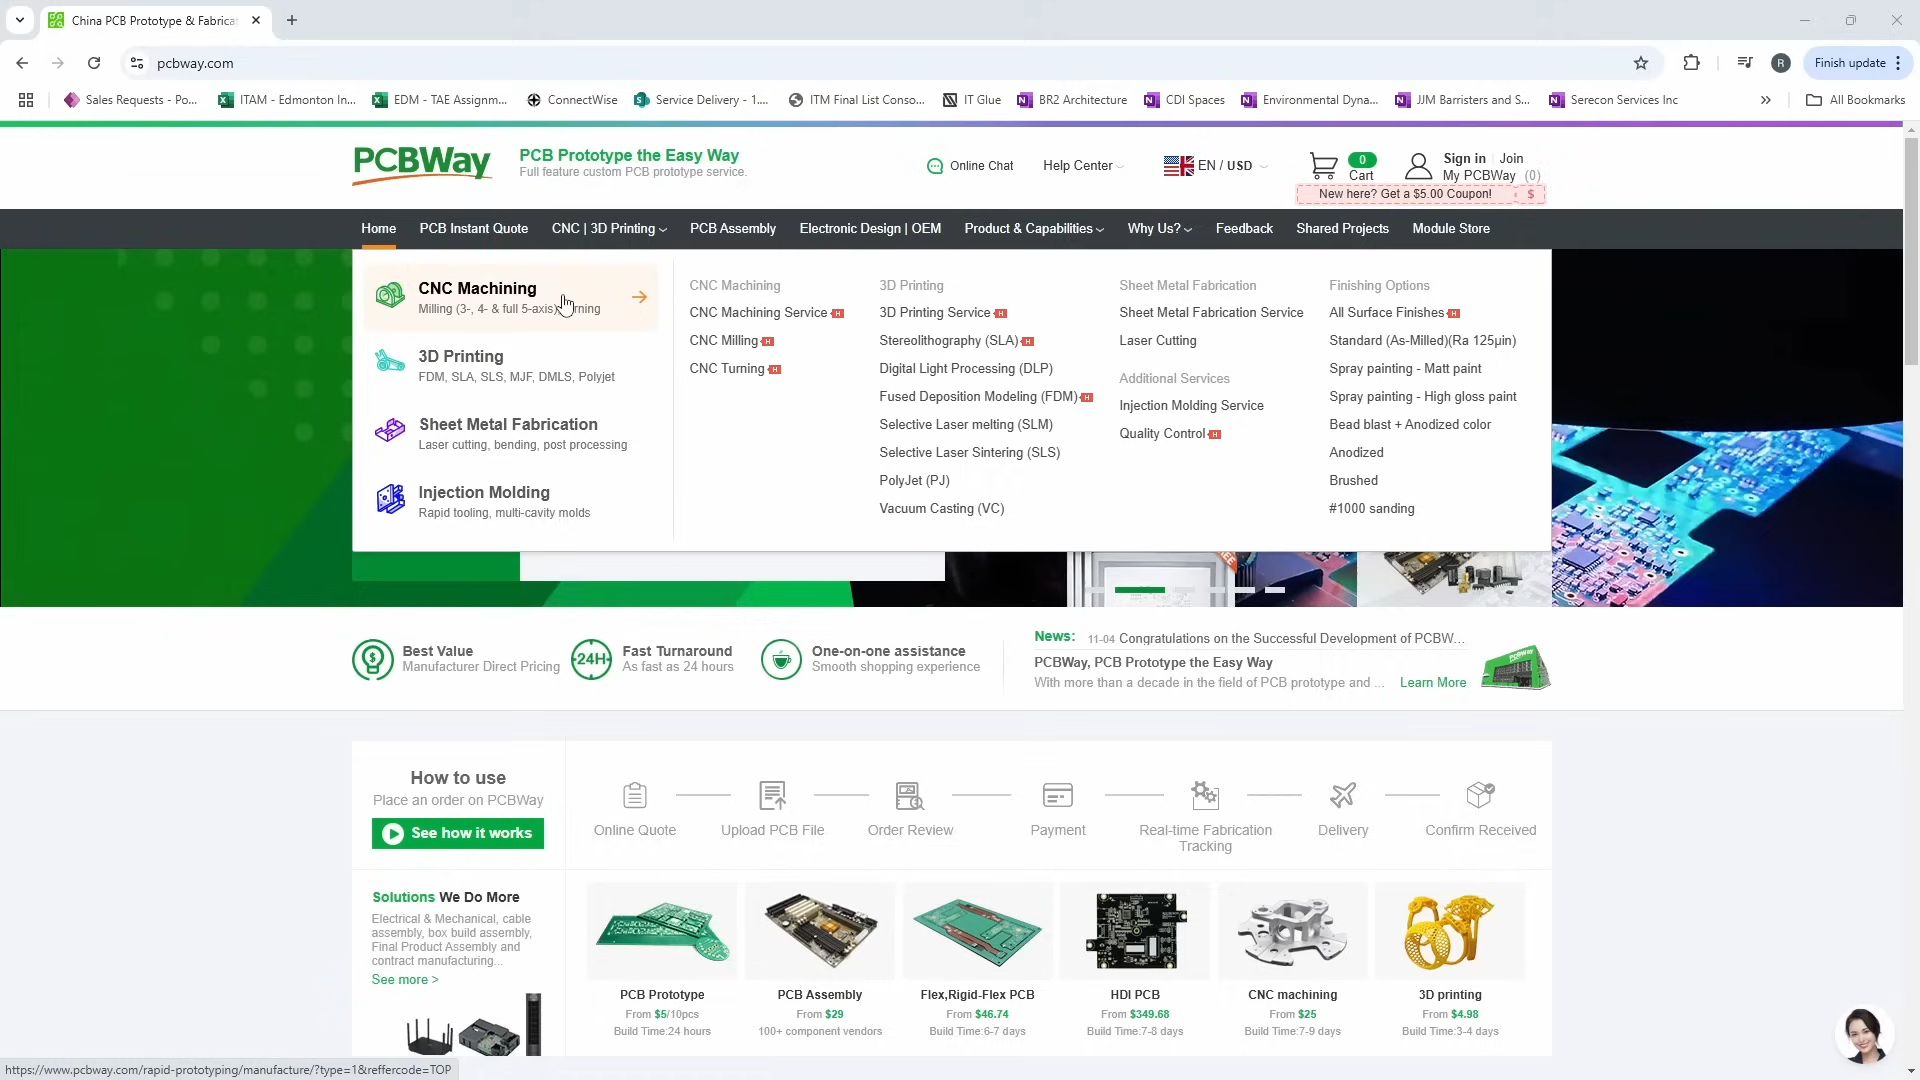 China PCB Prototype & Fabrica
pcbway.com
R
Finish update
Sales Requests - Po...
ITAM - Edmonton In...
EDM - TAE Assignm...
ConnectWise
Service Delivery - 1....
ITM Final List Conso...
IT Glue
BR2 Architecture
CDI Spaces
Environmental Dyna...
JJM Barristers and S...
Serecon Services Inc
»
All Bookmarks
PCBWay
PCB Prototype the Easy Way
Full feature custom PCB prototype service.
Online Chat
Help Center
EN / USD
0
Cart
Sign in
Join
My PCBWay (0)
New here? Get a $5.00 Coupon!
$
Home
PCB Instant Quote
CNC | 3D Printing
PCB Assembly
Electronic Design | OEM
Product & Capabilities
Why Us?
Feedback
Shared Projects
Module Store
CNC Machining
Milling (3-, 4- & full 5-axis)
3D Printing
FDM, SLA, SLS, MJF, DMLS, Polyjet
Sheet Metal Fabrication
Laser cutting, bending, post processing
Injection Molding
Rapid tooling, multi-cavity molds
CNC Machining
CNC Machining Service H
CNC Milling H
CNC Turning H
3D Printing
3D Printing Service H
Stereolithography (SLA) H
Digital Light Processing (DLP)
Fused Deposition Modeling (FDM) H
Selective Laser melting (SLM)
Selective Laser Sintering (SLS)
PolyJet (PJ)
Vacuum Casting (VC)
Sheet Metal Fabrication
Sheet Metal Fabrication Service
Laser Cutting
Additional Services
Injection Molding Service
Quality Control H
Finishing Options
All Surface Finishes H
Standard (As-Milled)(Ra 125µin)
Spray painting - Matt paint
Spray painting - High gloss paint
Bead blast + Anodized color
Anodized
Brushed
#1000 sanding
Best Value
Manufacturer Direct Pricing
24H
Fast Turnaround
As fast as 24 hours
One-on-one assistance
Smooth shopping experience
News:
11-04 Congratulations on the Successful Development of PCBW...
PCBWay, PCB Prototype the Easy Way
With more than a decade in the field of PCB prototype and ...
Learn More
PCBWay
How to use
Place an order on PCBWay
See how it works
Online Quote
Upload PCB File
Order Review
Payment
Real-time Fabrication
Tracking
Delivery
Confirm Received
Solutions We Do More
Electrical & Mechanical, cable
assembly, box build assembly,
Final Product Assembly and
contract manufacturing...
See more >
PCB Prototype
From $5/10pcs
Build Time:24 hours
PCB Assembly
From $29
100+ component vendors
Flex,Rigid-Flex PCB
From $46.74
Build Time:6-7 days
HDI PCB
From $349.68
Build Time:7-8 days
CNC machining
From $25
Build Time:7-9 days
3D printing
From $4.98
Build Time:3-4 days
https://www.pcbway.com/rapid-prototyping/manufacture/?type=1&reffercode=TOP